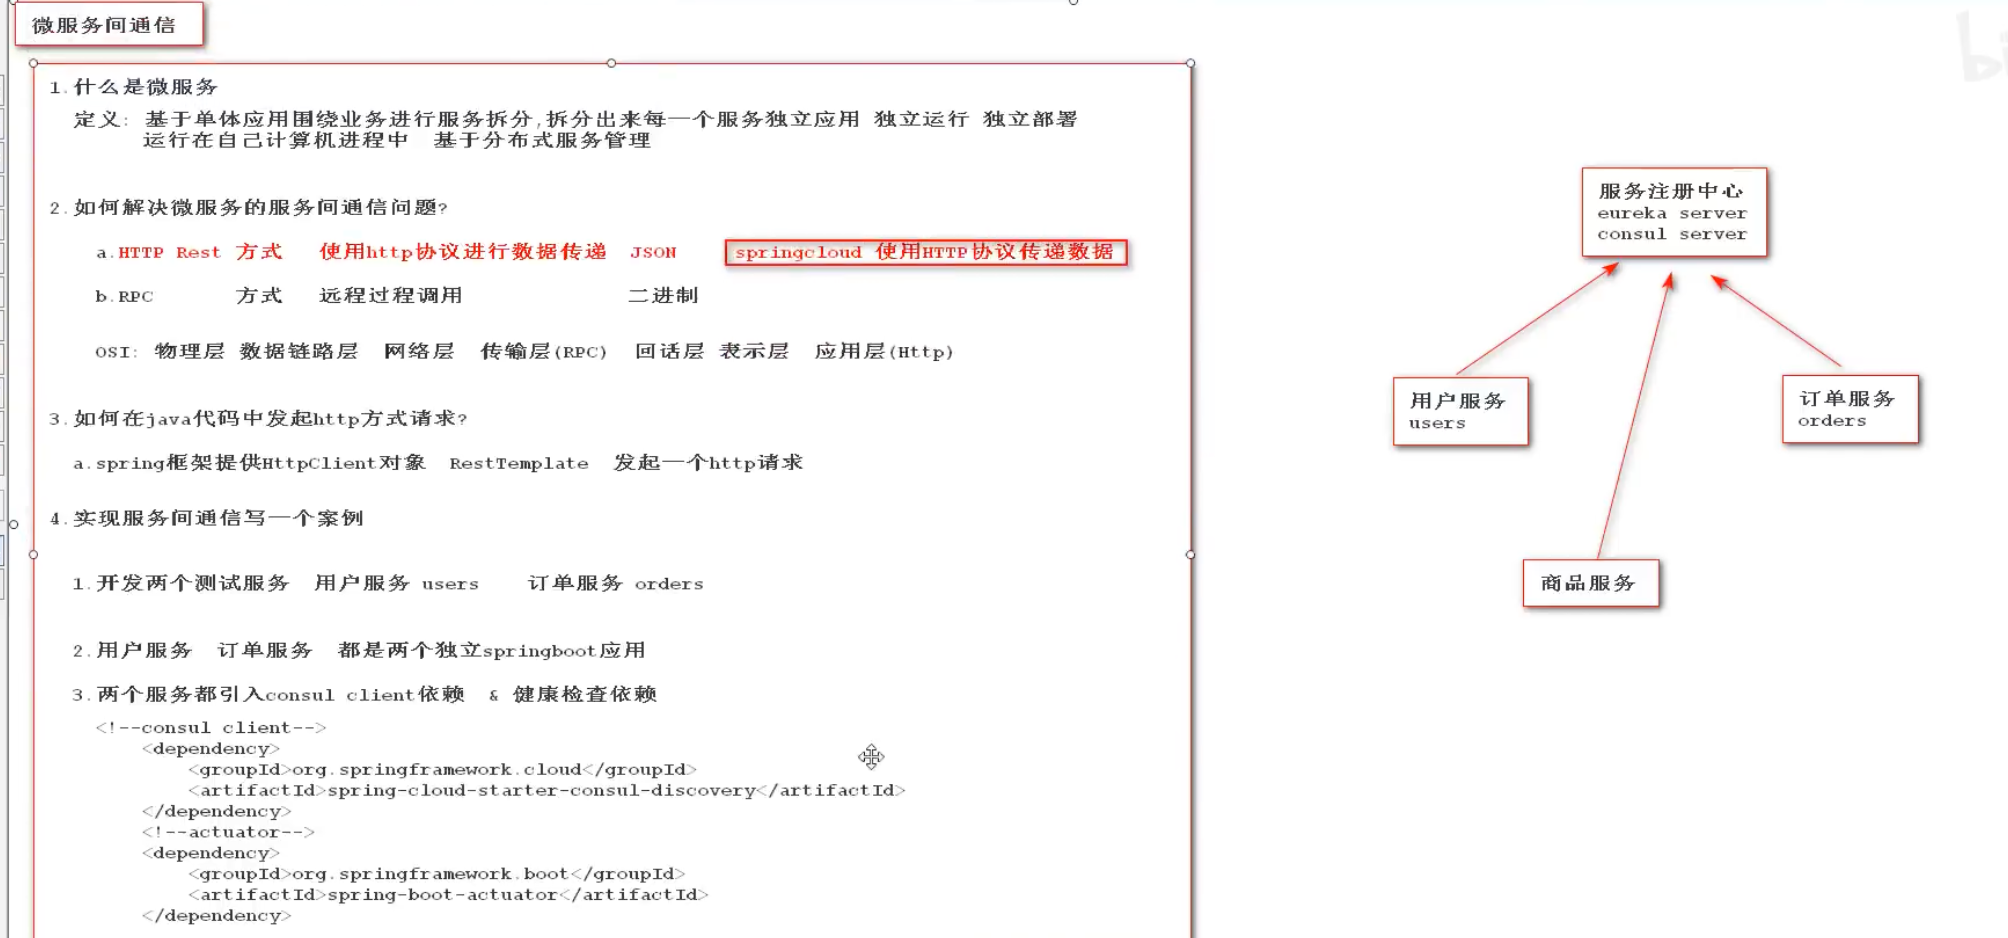 微服务间通信
1.什么是微服务
定义: 基于单体应用围绕业务进行服务拆分,拆分出来每一个服务独立应用 独立运行 独立部署
运行在自己计算机进程中 基于分布式服务管理
2.如何解决微服务的服务间通信问题?
a.HTTP Rest 方式 使用http协议进行数据传递 JSON springcloud 使用HTTP协议传递数据
b.RPC 方式 远程过程调用 二进制
OSI: 物理层 数据链路层 网络层 传输层(RPC) 回话层 表示层 应用层(Http)
3.如何在java代码中发起http方式请求?
a.spring框架提供HttpClient对象 RestTemplate 发起一个http请求
4.实现服务间通信写一个案例
1.开发两个测试服务 用户服务 users 订单服务 orders
2.用户服务 订单服务 都是两个独立springboot应用
3.两个服务都引入consul client依赖 & 健康检查依赖
<!--consul client-->
<dependency>
<groupId>org.springframework.cloud</groupId>
<artifactId>spring-cloud-starter-consul-discovery</artifactId>
</dependency>
<!--actuator-->
<dependency>
<groupId>org.springframework.boot</groupId>
<artifactId>spring-boot-actuator</artifactId>
</dependency>
服务注册中心
eureka server
consul server
用户服务
users
订单服务
orders
商品服务